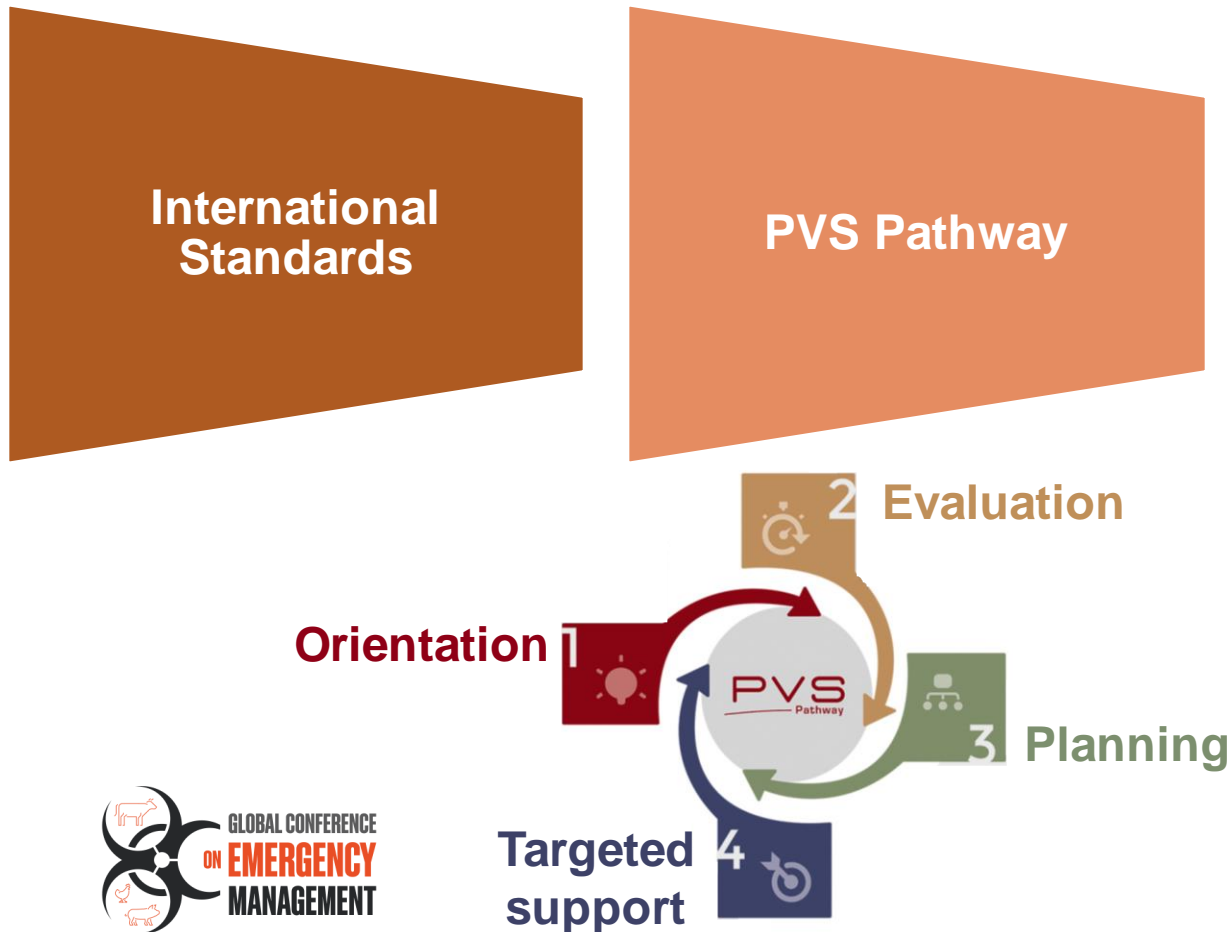 International
Standards
PVS Pathway
2 Evaluation
Orientation 1
PVS
Pathway
3 Planning
Targeted 4
support
GLOBAL CONFERENCE
ON EMERGENCY
MANAGEMENT